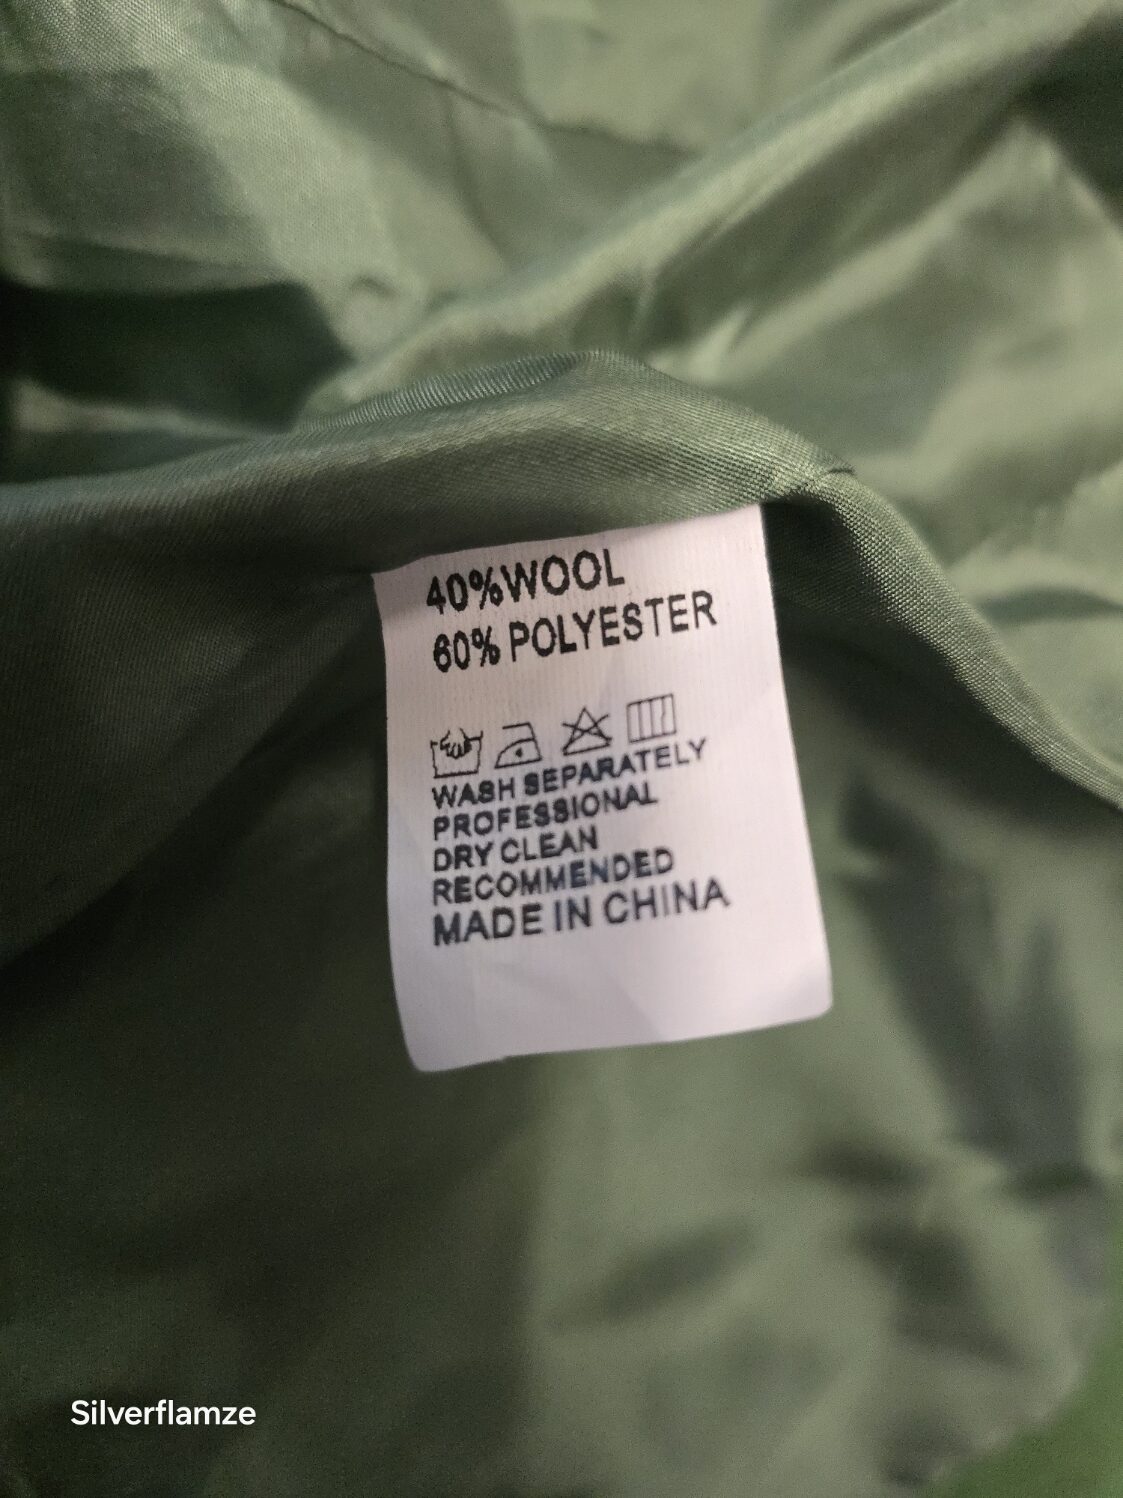 40%WOOL
60% POLYESTER
WASH SEPARATELY
PROFESSIONAL
DRY CLEAN
RECOMMENDED
MADE IN CHINA
Silverflamze